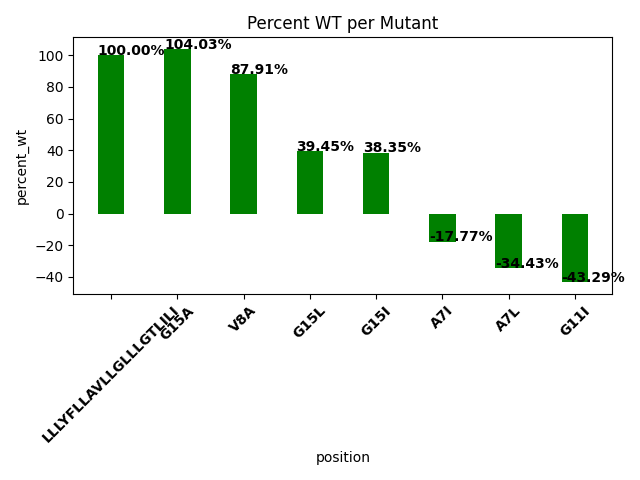 Percent WT per Mutant
percent_wt
100
80
60
40
20
0
−20
−40
100.00%
104.03%
87.91%
39.45%
38.35%
-17.77%
-34.43%
-43.29%
LLLYFLLAVLLGLLLGTLILI
G15A
V8A
G15L
G15I
A7I
A7L
G11I
position